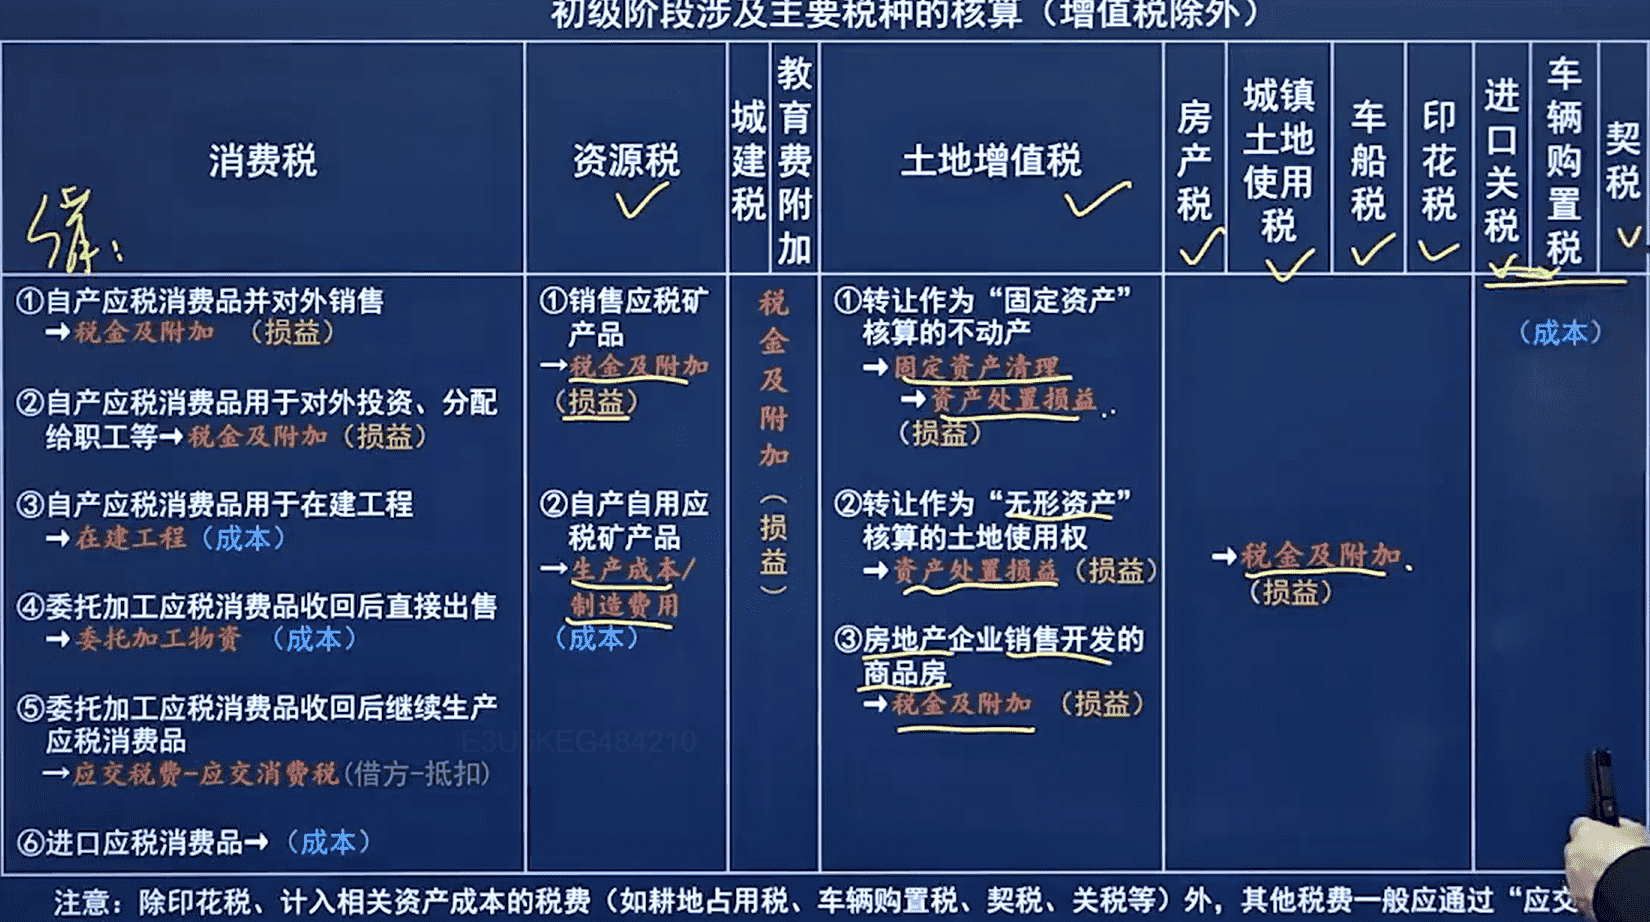 初级阶段涉及主要税种的核算（增值税除外）
消费税
资源税
城建税
教育费附加
土地增值税
房产税
城镇土地使用税
车船税
印花税
进口关税
车辆购置税
契税
借：
①自产应税消费品并对外销售
→税金及附加 （损益）
②自产应税消费品用于对外投资、分配
给职工等→税金及附加（损益）
③自产应税消费品用于在建工程
→在建工程（成本）
④委托加工应税消费品收回后直接出售
→委托加工物资 （成本）
⑤委托加工应税消费品收回后继续生产
应税消费品
→应交税费-应交消费税(借方-抵扣)
⑥进口应税消费品→（成本）
①销售应税矿
产品
→税金及附加
（损益）
②自产自用应
税矿产品
→生产成本/
制造费用
（成本）
税金及附加（损益）
①转让作为“固定资产”
核算的不动产
→固定资产清理
→资产处置损益
（损益）
②转让作为“无形资产”
核算的土地使用权
→资产处置损益（损益）
③房地产企业销售开发的
商品房
→税金及附加 （损益）
→税金及附加
（损益）
（成本）
注意：除印花税、计入相关资产成本的税费（如耕地占用税、车辆购置税、契税、关税等）外，其他税费一般应通过“应交